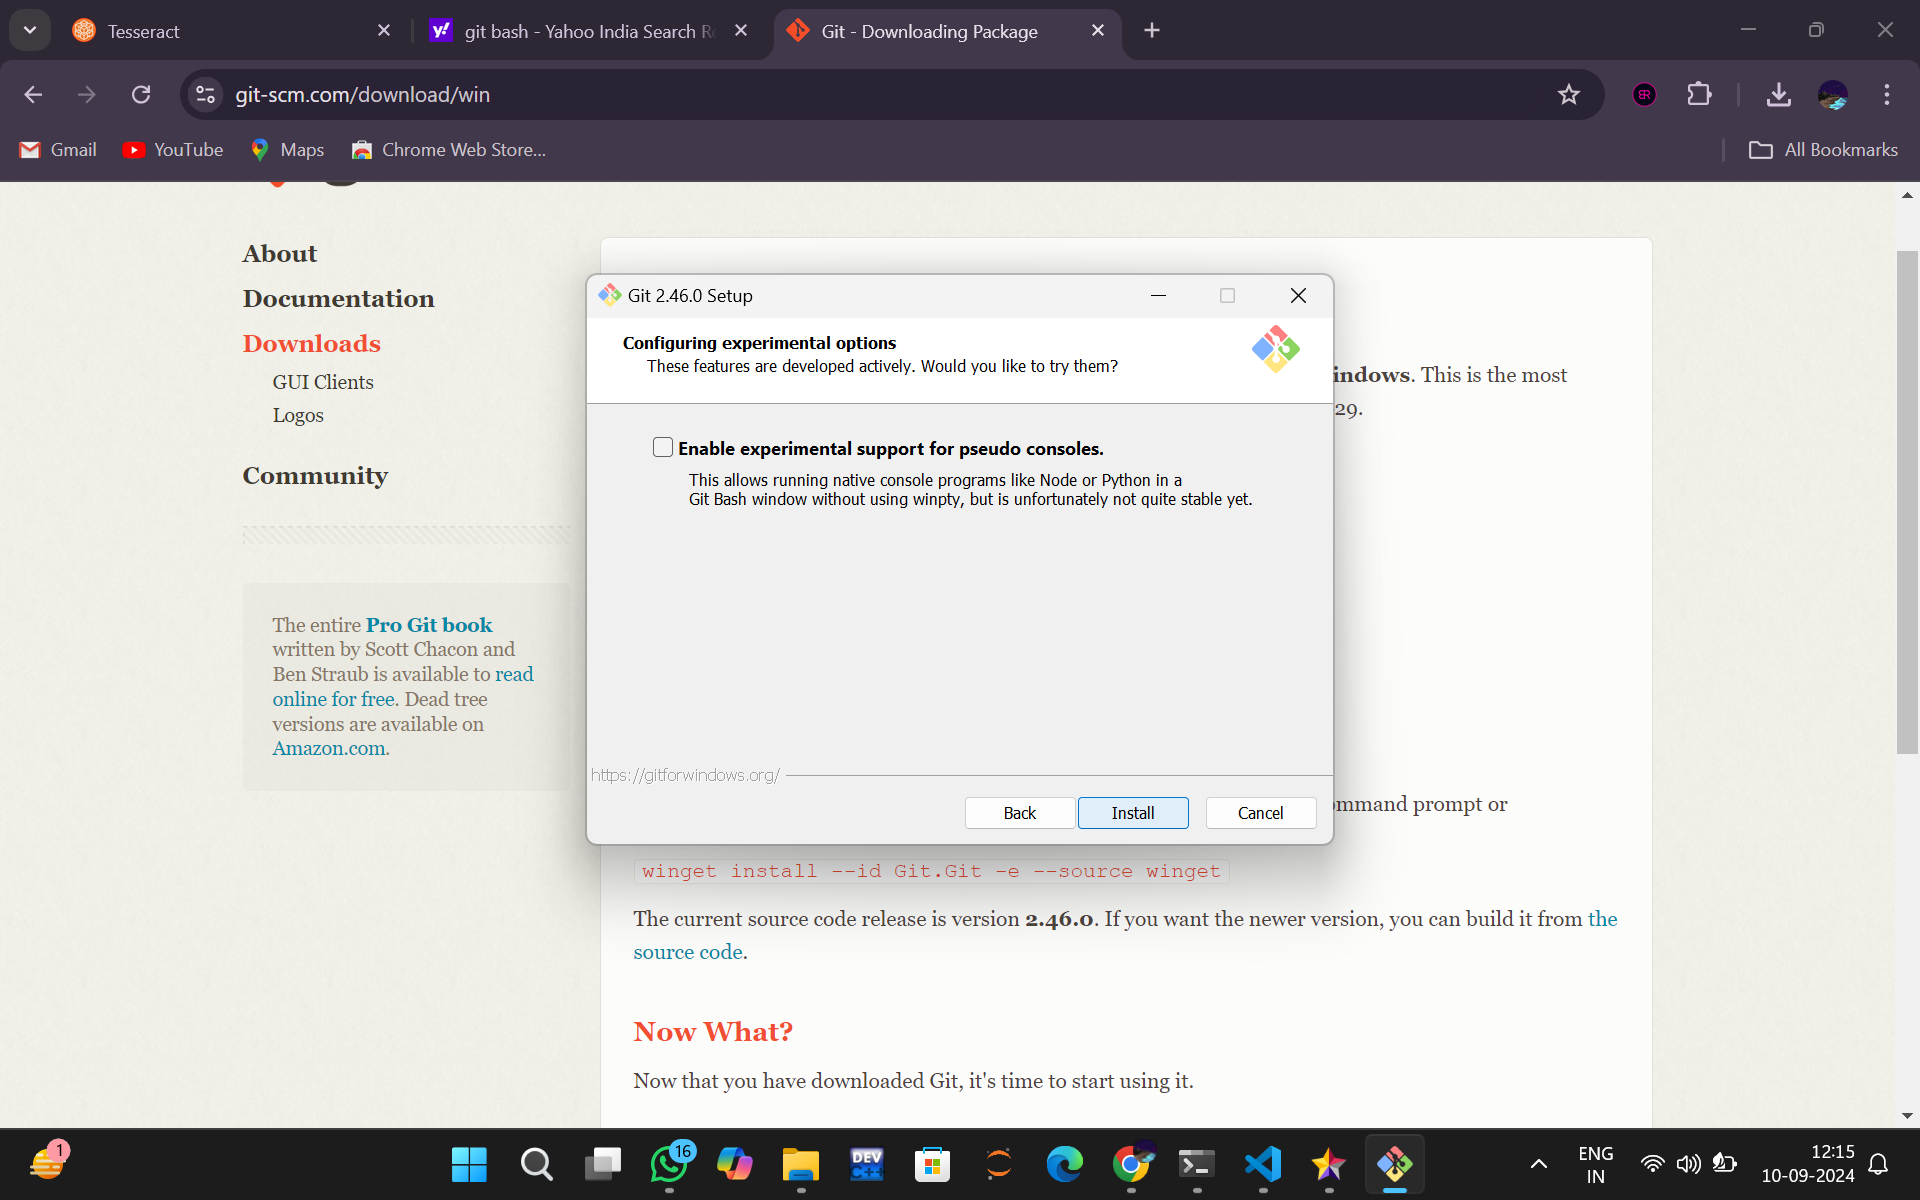 Tesseract
git bash - Yahoo India Search Re
Git - Downloading Package
git-scm.com/download/win
Gmail
YouTube
Maps
Chrome Web Store...
All Bookmarks
About
Documentation
Downloads
GUI Clients
Logos
Community
The entire Pro Git book
written by Scott Chacon and
Ben Straub is available to read
online for free. Dead tree
versions are available on
Amazon.com.
Git 2.46.0 Setup
Configuring experimental options
These features are developed actively. Would you like to try them?
Enable experimental support for pseudo consoles.
This allows running native console programs like Node or Python in a
Git Bash window without using winpty, but is unfortunately not quite stable yet.
https://gitforwindows.org/
Back
Install
Cancel
indows. This is the most
29.
ommand prompt or
winget install --id Git.Git -e --source winget
The current source code release is version 2.46.0. If you want the newer version, you can build it from the
source code.
Now What?
Now that you have downloaded Git, it's time to start using it.
1
16
DEV
C++
ENG
IN
12:15
10-09-2024